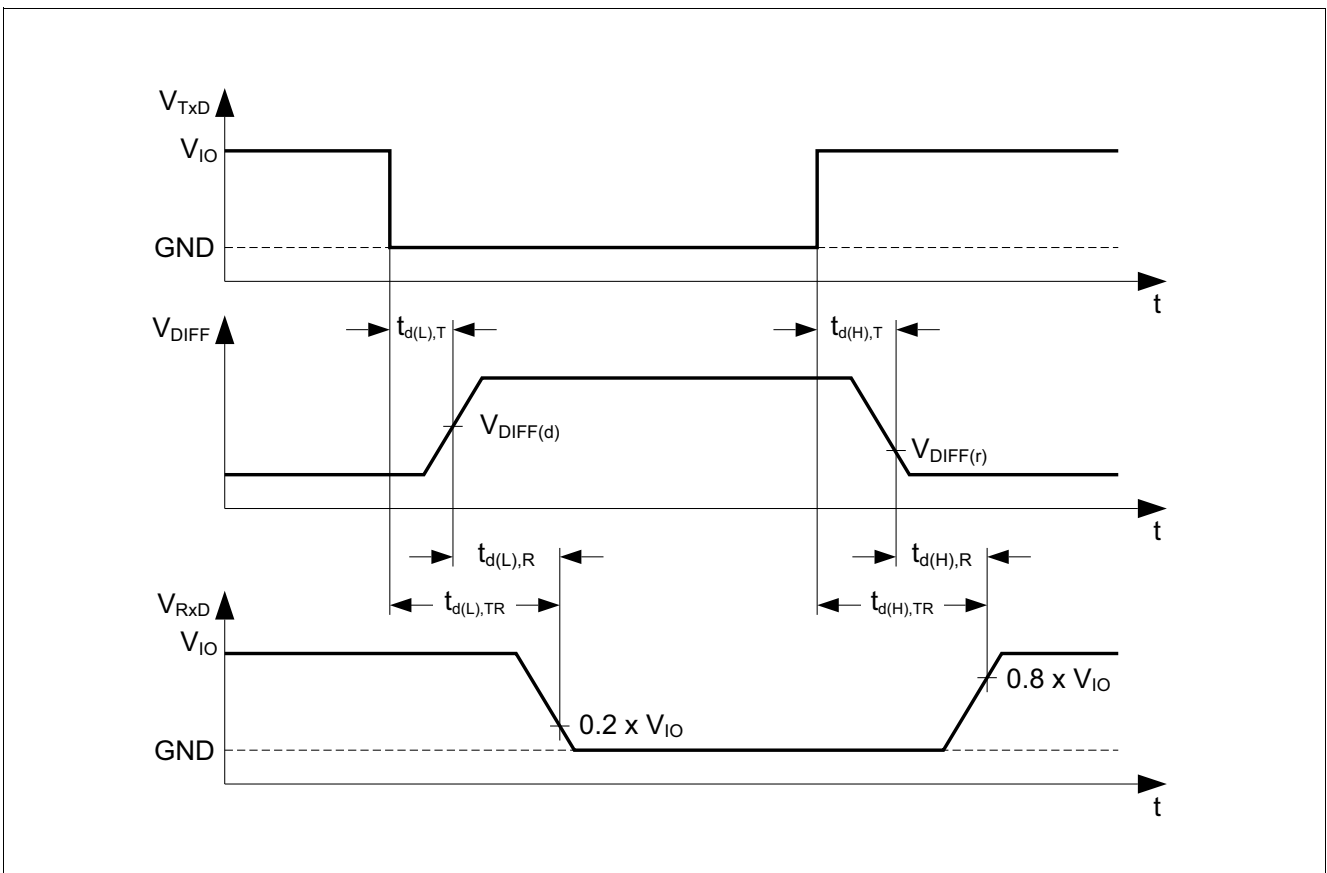 V_TxD
V_IO
GND
t
V_DIFF
t_d(L),T
t_d(H),T
V_DIFF(d)
V_DIFF(r)
t
t_d(L),R
t_d(H),R
V_RxD
t_d(L),TR
t_d(H),TR
V_IO
0.8 x V_IO
0.2 x V_IO
GND
t